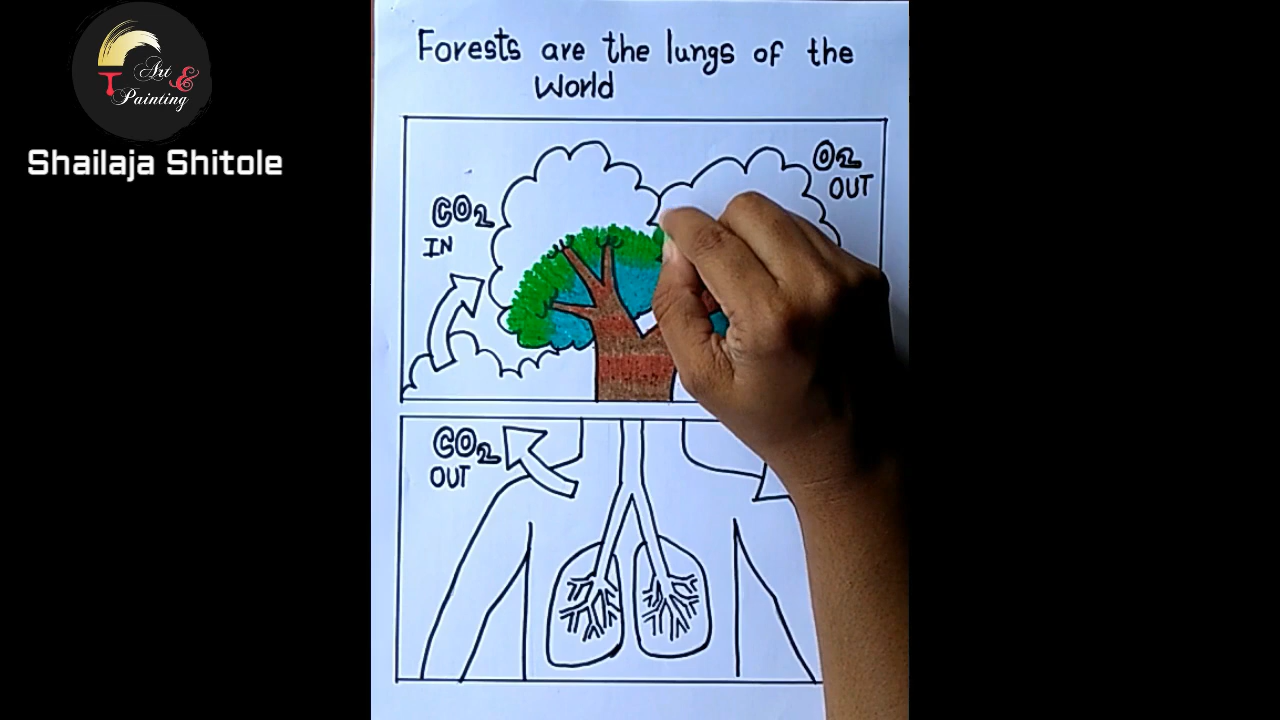 Art &
Painting
Shailaja Shitole
Forests are the lungs of the
World
CO2
IN
O2
OUT
CO2
OUT